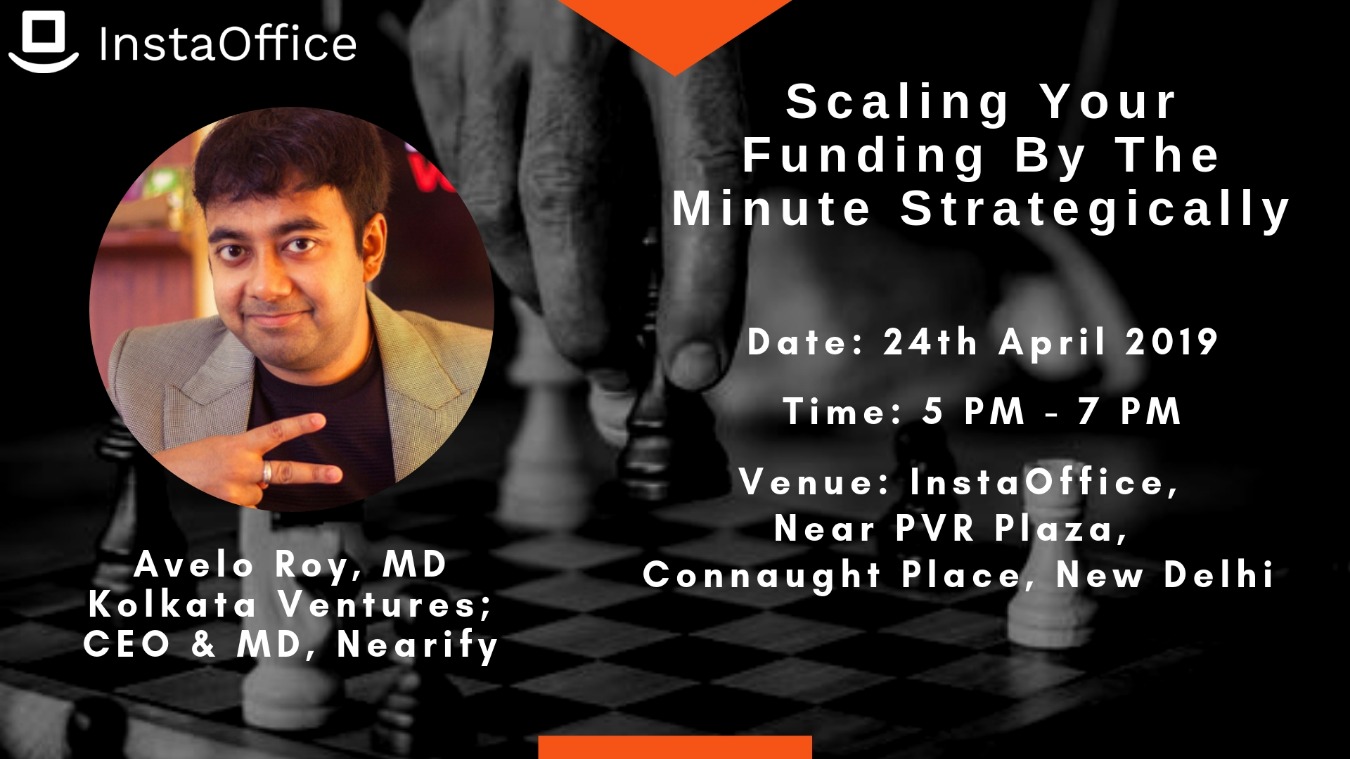 InstaOffice
Scaling Your
Funding By The
Minute Strategically
Date: 24th April 2019
Time: 5 PM - 7 PM
Venue: InstaOffice,
Near PVR Plaza,
Connaught Place, New Delhi
Avelo Roy, MD
Kolkata Ventures;
CEO & MD, Nearify